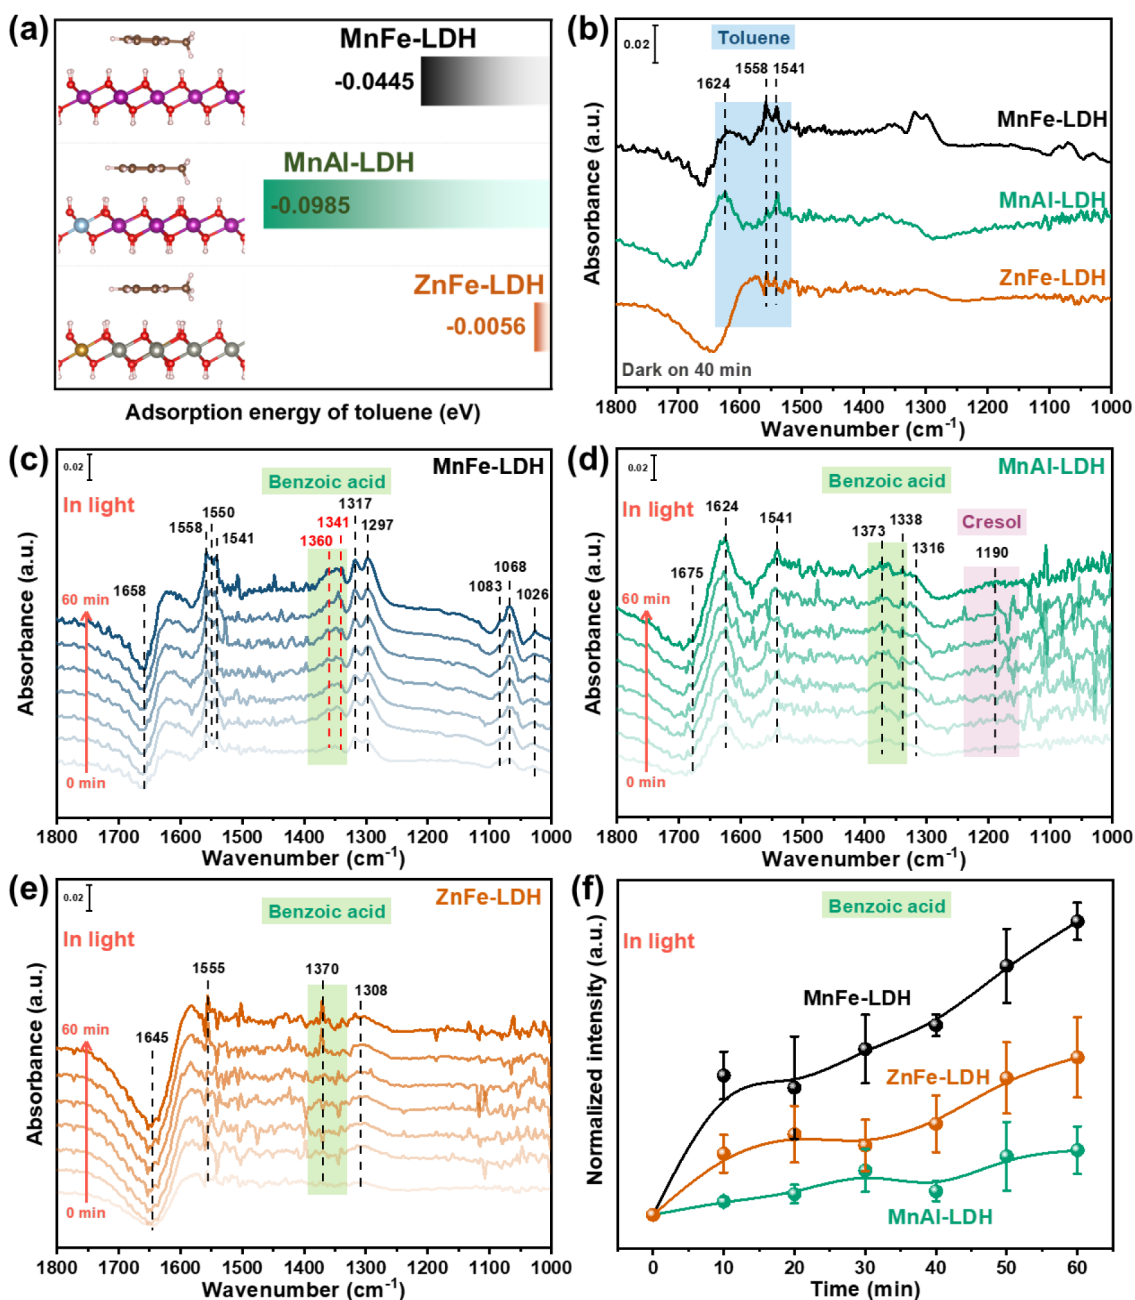 (a)
MnFe-LDH
-0.0445
MnAl-LDH
-0.0985
ZnFe-LDH
-0.0056
Adsorption energy of toluene (eV)
(b)
0.02
Toluene
1624
1558
1541
MnFe-LDH
MnAl-LDH
ZnFe-LDH
Dark on 40 min
Absorbance (a.u.)
1800 1700 1600 1500 1400 1300 1200 1100 1000
Wavenumber (cm⁻¹)
(c)
0.02
MnFe-LDH
In light
Benzoic acid
1658
1558
1550
1541
1360
1341
1317
1297
1083
1068
1026
60 min
0 min
Absorbance (a.u.)
1800 1700 1600 1500 1400 1300 1200 1100 1000
Wavenumber (cm⁻¹)
(d)
0.02
MnAl-LDH
In light
Benzoic acid
Cresol
1675
1624
1541
1373
1338
1316
1190
60 min
0 min
Absorbance (a.u.)
1800 1700 1600 1500 1400 1300 1200 1100 1000
Wavenumber (cm⁻¹)
(e)
0.02
ZnFe-LDH
In light
Benzoic acid
1645
1555
1370
1308
60 min
0 min
Absorbance (a.u.)
1800 1700 1600 1500 1400 1300 1200 1100 1000
Wavenumber (cm⁻¹)
(f)
Benzoic acid
In light
MnFe-LDH
ZnFe-LDH
MnAl-LDH
Normalized intensity (a.u.)
0 10 20 30 40 50 60
Time (min)